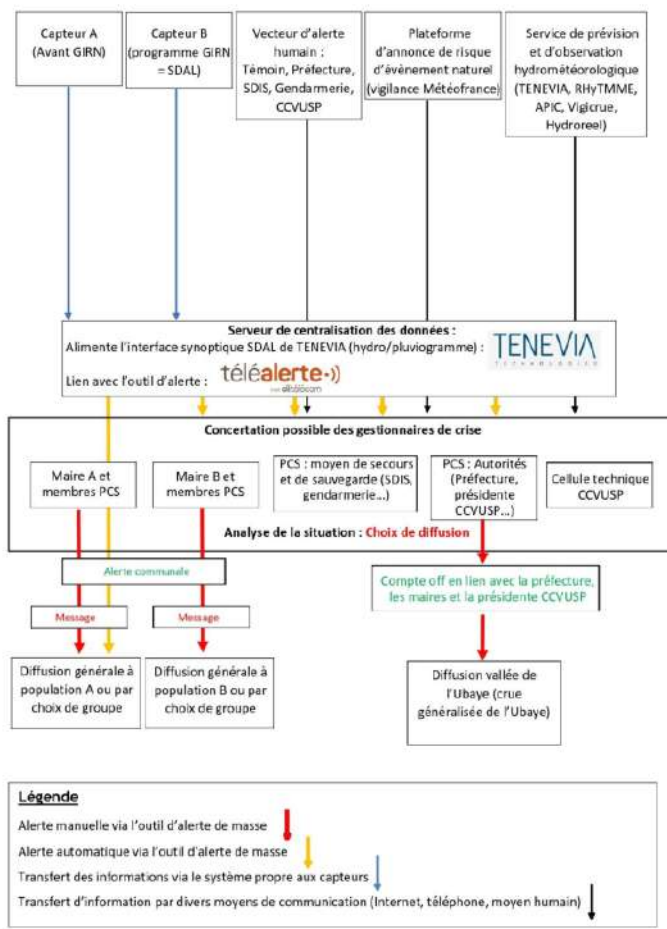 Capteur A
(Avant GIRN)
Capteur B
(programme GIRN
= SDAL)
Vecteur d'alerte
humain :
Témoin, Préfecture,
SDIS, Gendarmerie,
CCVUSP
Plateforme
d'annonce de risque
d'évènement naturel
(vigilance Météofrance)
Service de prévision
et d'observation
hydrométéorologique
(TENEVIA, RHyTMME,
APIC, Vigicrue,
Hydroreel)
Serveur de centralisation des données :
Alimente l'interface synoptique SDAL de TENEVIA (hydro/pluviogramme) :
TENEVIA
TECHNOLOGIES
Lien avec l'outil d'alerte :
téléalerte
Concertation possible des gestionnaires de crise
Maire A et
membres PCS
Maire B et
membres PCS
PCS : moyen de secours
et de sauvegarde (SDIS,
gendarmerie...)
PCS : Autorités
(Préfecture,
présidente
CCVUSP...)
Cellule technique
CCVUSP
Analyse de la situation : Choix de diffusion
Alerte communale
Compte off en lien avec la préfecture,
les maires et la présidente CCVUSP
Message
Message
Diffusion générale à
population A ou par
choix de groupe
Diffusion générale à
population B ou par
choix de groupe
Diffusion vallée de
l'Ubaye (crue
généralisée de l'Ubaye)
Légende
Alerte manuelle via l'outil d'alerte de masse
Alerte automatique via l'outil d'alerte de masse
Transfert des informations via le système propre aux capteurs
Transfert d'information par divers moyens de communication (Internet, téléphone, moyen humain)